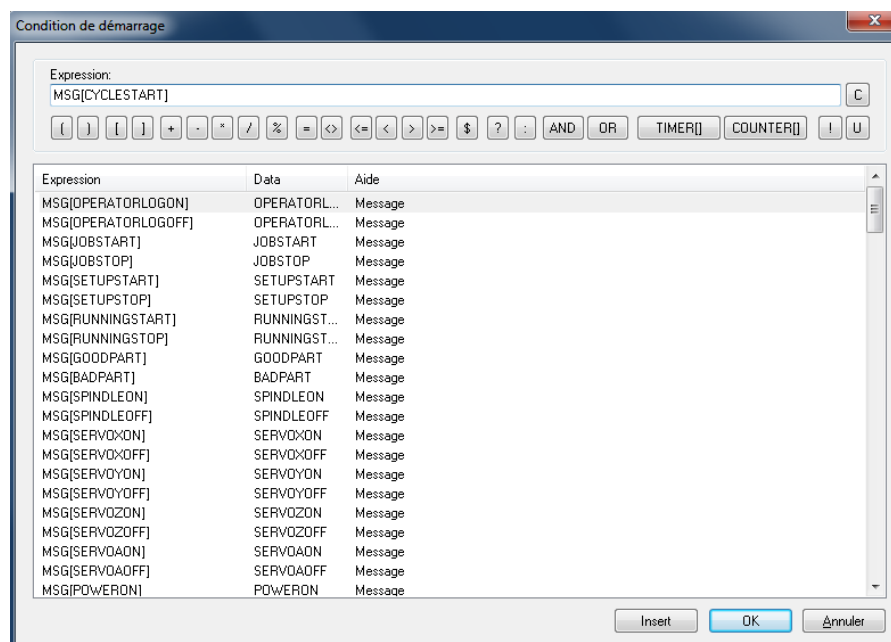 Condition de démarrage
x
Expression:
MSG[CYCLESTART]
C
( ) [ ] + - * / % = <> <= < > >= $ ? : AND OR TIMER[] COUNTER[] ! U
Expression Data Aide
MSG[OPERATORLOGON] OPERATORL... Message
MSG[OPERATORLOGOFF] OPERATORL... Message
MSG[JOBSTART] JOBSTART Message
MSG[JOBSTOP] JOBSTOP Message
MSG[SETUPSTART] SETUPSTART Message
MSG[SETUPSTOP] SETUPSTOP Message
MSG[RUNNINGSTART] RUNNINGST... Message
MSG[RUNNINGSTOP] RUNNINGST... Message
MSG[GOODPART] GOODPART Message
MSG[BADPART] BADPART Message
MSG[SPINDLEON] SPINDLEON Message
MSG[SPINDLEOFF] SPINDLEOFF Message
MSG[SERVOXON] SERVOXON Message
MSG[SERVOXOFF] SERVOXOFF Message
MSG[SERVOYON] SERVOYON Message
MSG[SERVOYOFF] SERVOYOFF Message
MSG[SERVOZON] SERVOZON Message
MSG[SERVOZOFF] SERVOZOFF Message
MSG[SERVOAON] SERVOAON Message
MSG[SERVOAOFF] SERVOAOFF Message
MSG[POWERON] POWERON Message
Insert OK Annuler